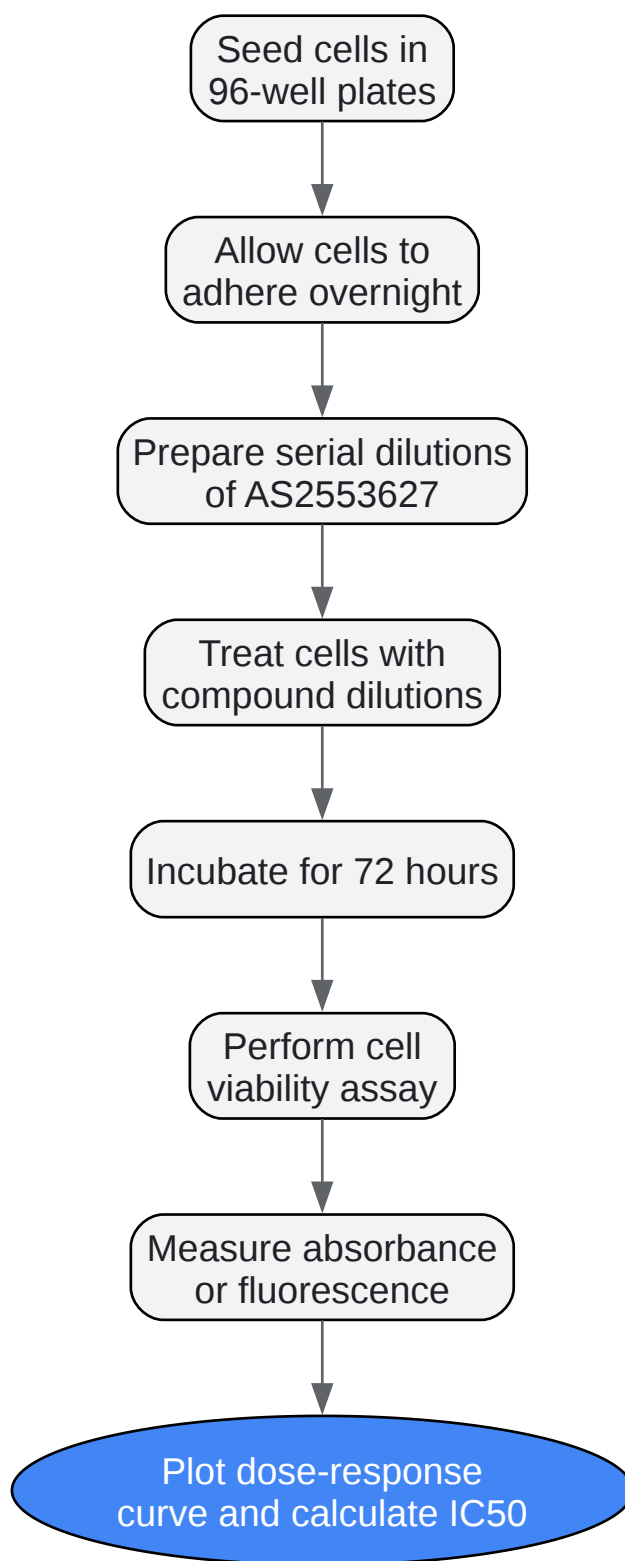 Seed cells in
96-well plates
Allow cells to
adhere overnight
Prepare serial dilutions
of AS2553627
Treat cells with
compound dilutions
Incubate for 72 hours
Perform cell
viability assay
Measure absorbance
or fluorescence
Plot dose-response
curve and calculate IC50